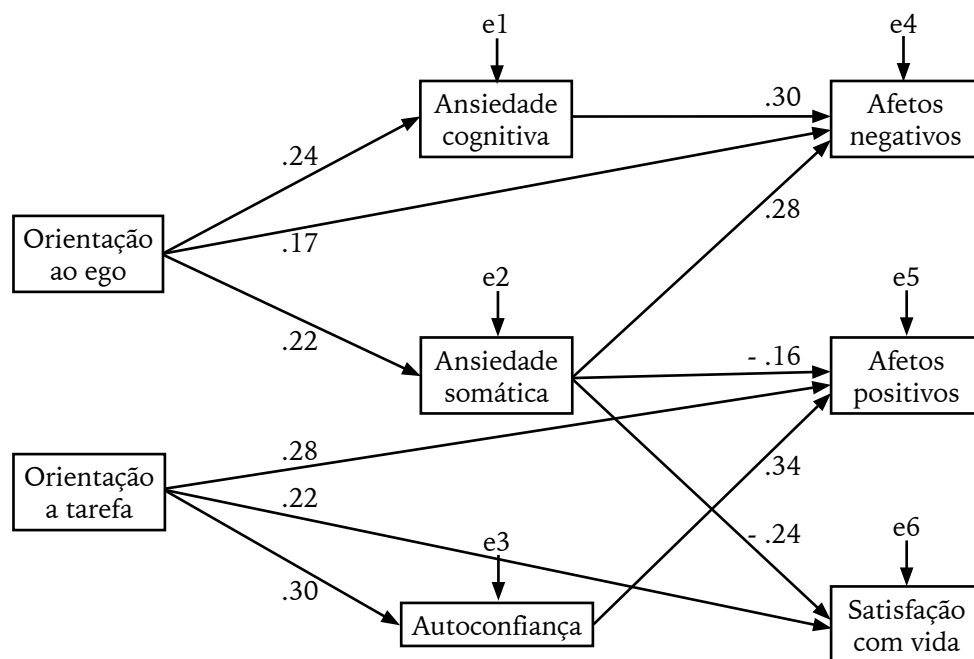 e1
e4
Ansiedade
cognitiva
.30
Afetos
negativos
.24
.17
.28
Orientação
ao ego
e2
e5
.22
Ansiedade
somática
- .16
Afetos
positivos
.28
.34
Orientação
a tarefa
.22
- .24
e3
e6
.30
Autoconfiança
Satisfação
com vida